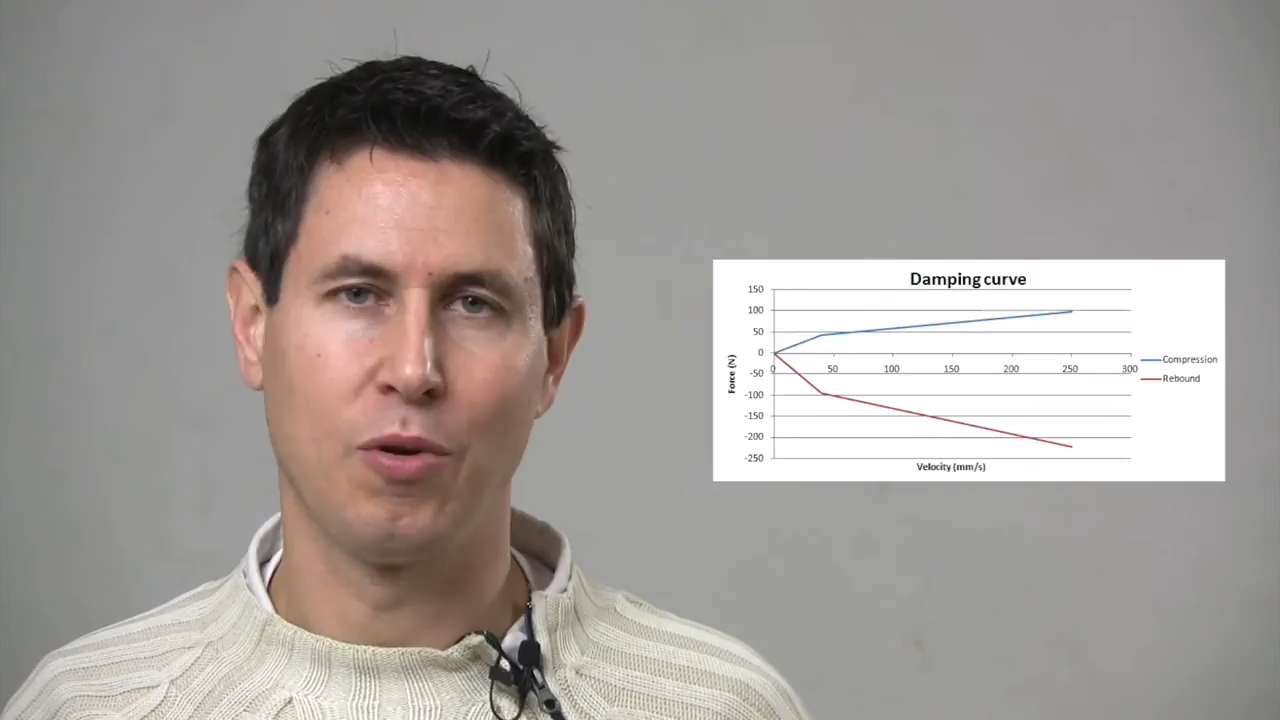 Damping curve
150
100
50
0
-50
-100
-150
-200
-250
0 50 100 150 200 250 300
Force (N)
Velocity (mm/s)
Compression
Rebound